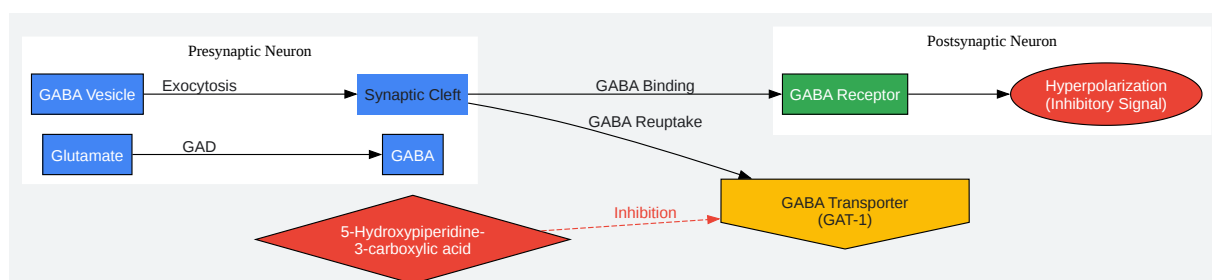 Presynaptic Neuron
Postsynaptic Neuron
GABA Vesicle
Exocytosis
Synaptic Cleft
GABA Binding
GABA Receptor
Hyperpolarization
(Inhibitory Signal)
GABA Reuptake
Glutamate
GAD
GABA
GABA Transporter
(GAT-1)
Inhibition
5-Hydroxypiperidine-
3-carboxylic acid